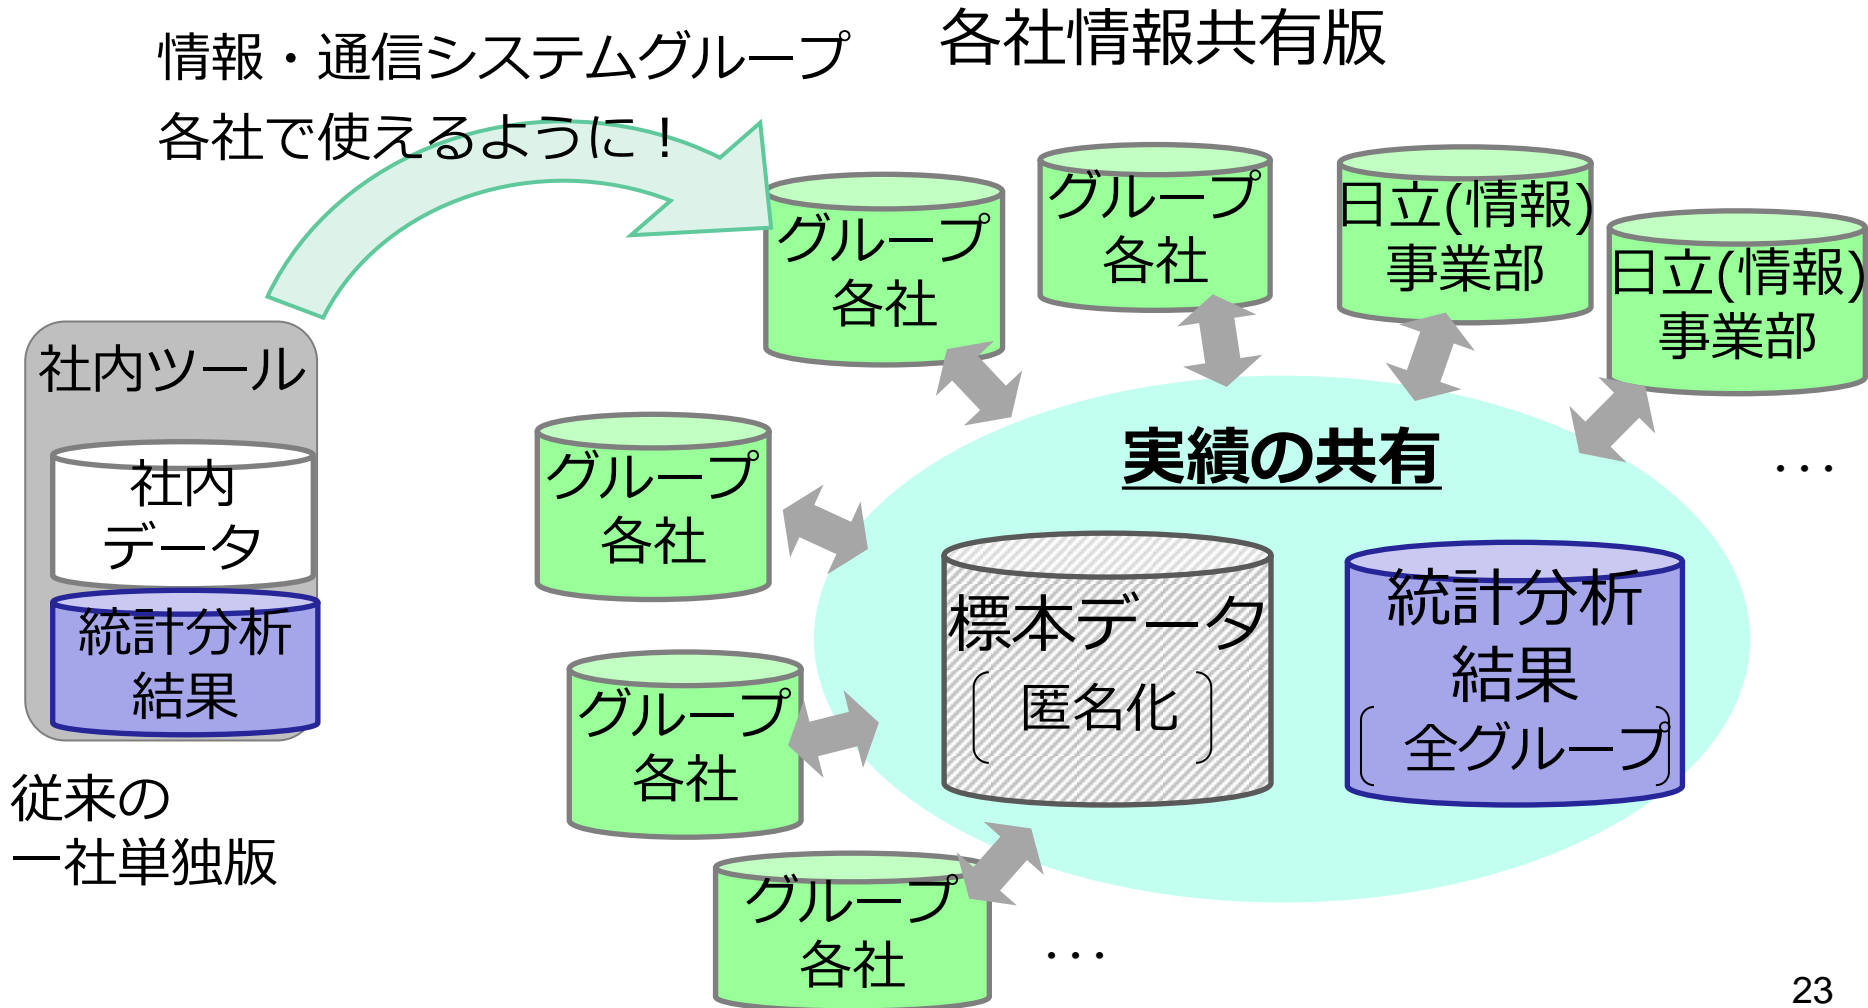 各社情報共有版
情報・通信システムグループ
各社で使えるように！
グループ
各社
グループ
各社
日立(情報)
事業部
日立(情報)
事業部
社内ツール
社内
データ
統計分析
結果
従来の
一社単独版
グループ
各社
グループ
各社
グループ
各社
実績の共有
標本データ
匿名化
統計分析
結果
全グループ
･･･
･･･
23